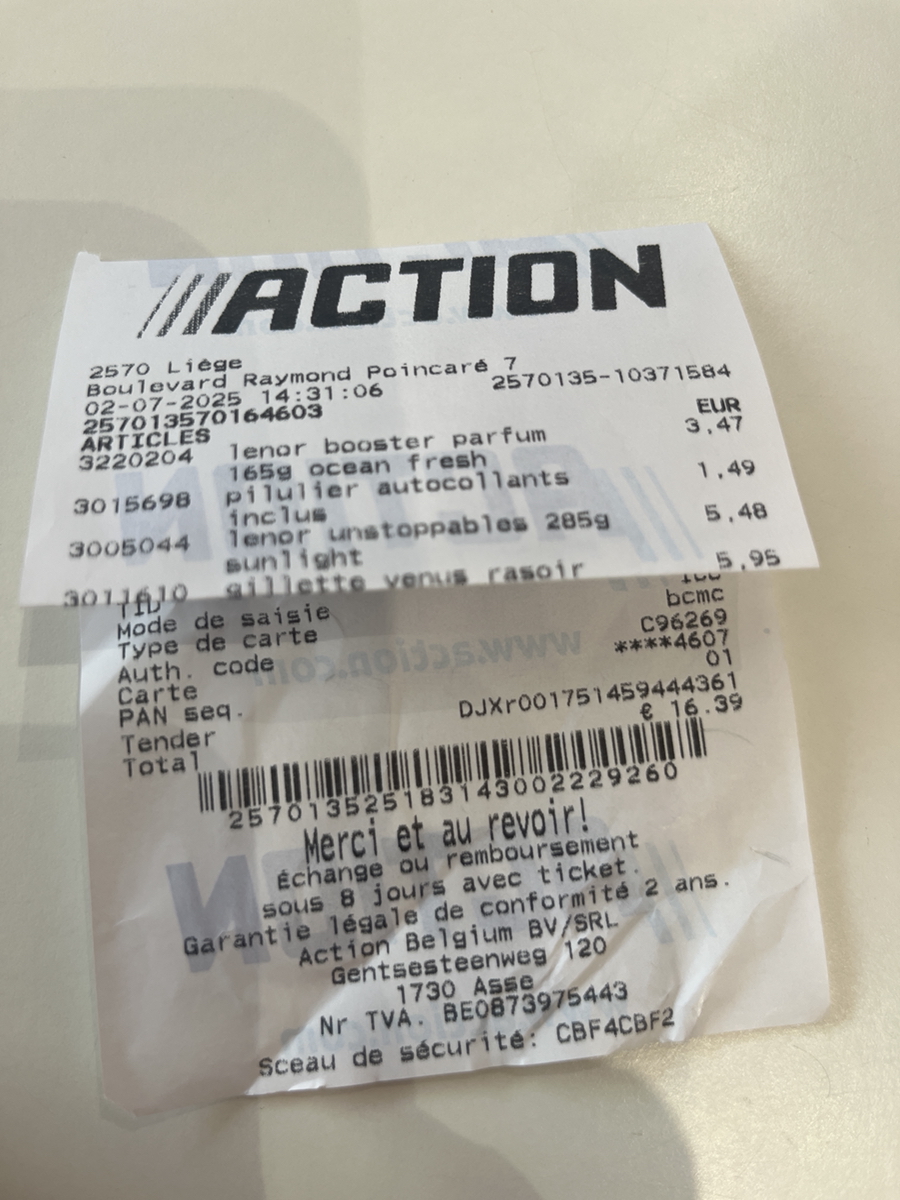 ACTION
2570 Liège
Boulevard Raymond Poincaré 7
02-07-2025 14:31:06 2570135-10371584
257013570164603
ARTICLES EUR
3220204 lenor booster parfum 3,47
165g ocean fresh
3015698 pilulier autocollants 1,49
inclus
3005044 lenor unstoppables 285g 5,48
sunlight
3011610 gillette venus rasoir 5,95
TID
Mode de saisie
Type de carte bcmc
Auth. code C96269
Carte ****4607
PAN seq. 01
Tender DJXr001751459444361
Total € 16.39
257013525183143002229260
Merci et au revoir!
Échange ou remboursement
sous 8 jours avec ticket.
Garantie légale de conformité 2 ans.
Action Belgium BV/SRL
Gentsesteenweg 120
1730 Asse
Nr TVA. BE0873975443
Sceau de sécurité: CBF4CBF2